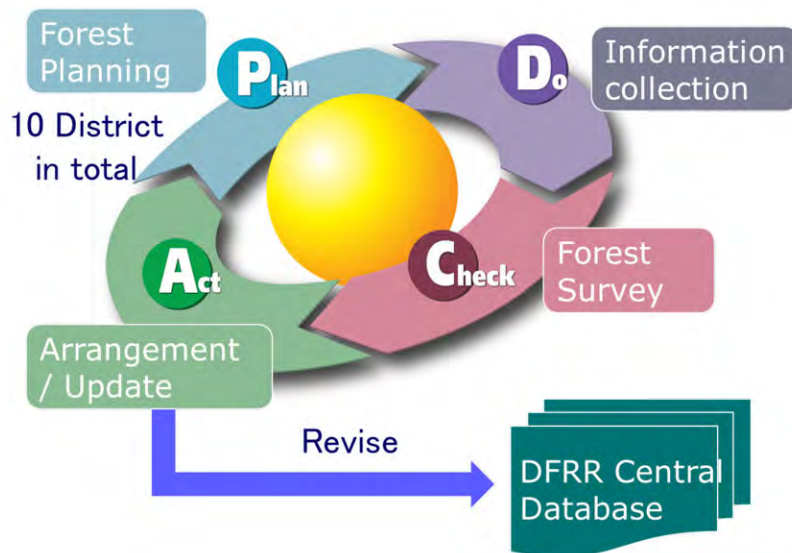 Forest
Planning
Plan
Do
Information
collection
10 District
in total
Act
Check
Forest
Survey
Arrangement
/ Update
Revise
DFRR Central
Database